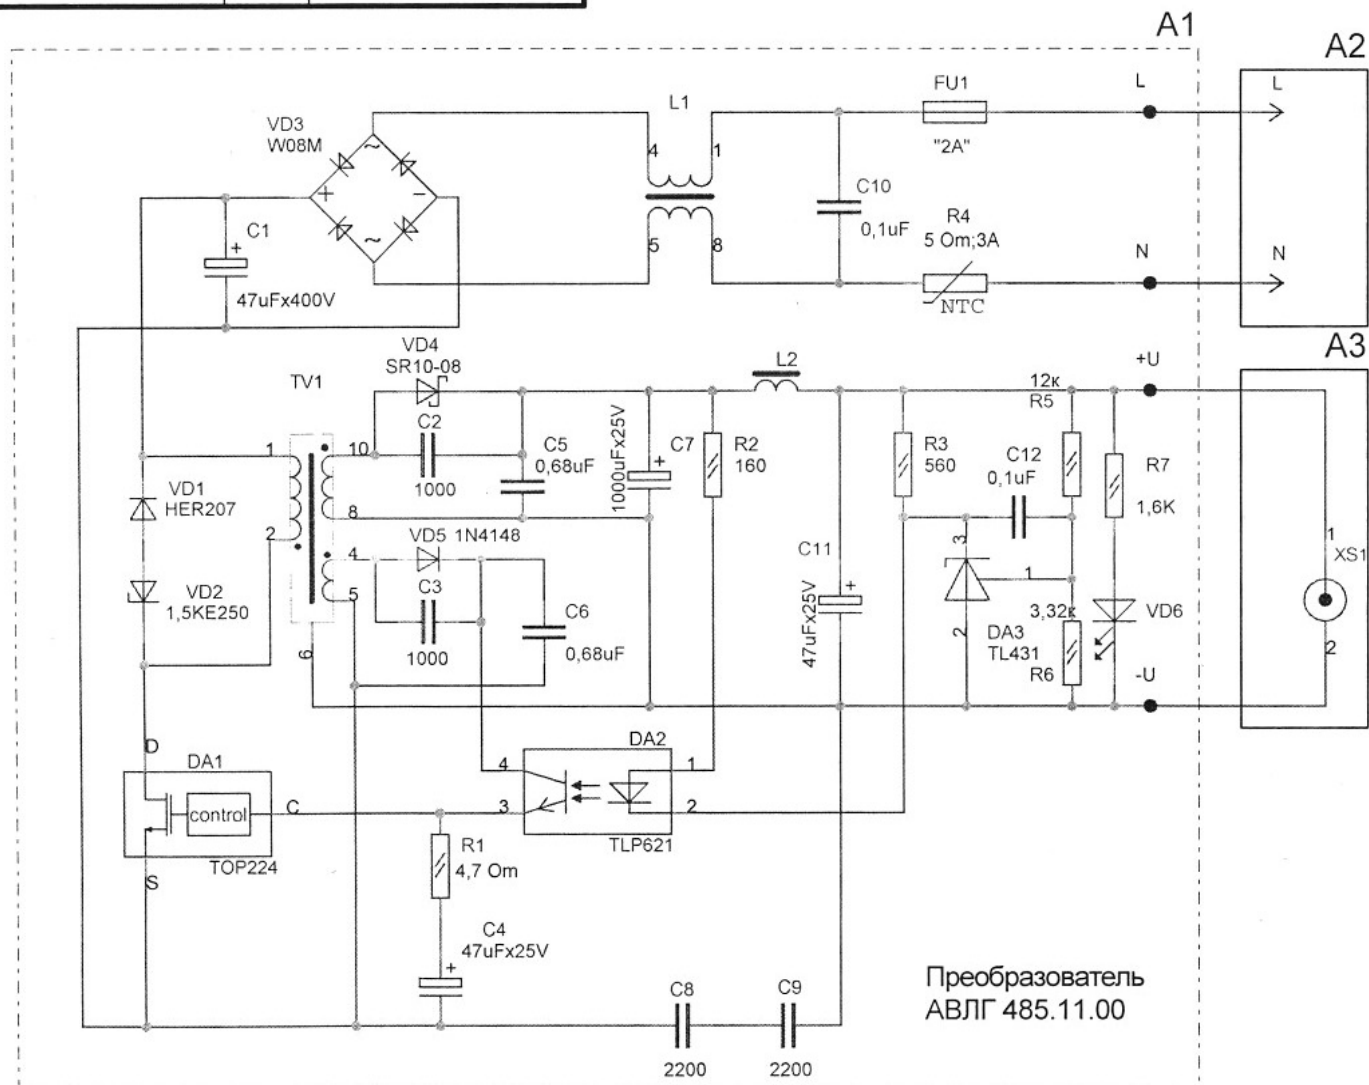 A1
A2
L1
FU1
L
L
VD3
W08M
"2A"
4
1
~
+
-
~
C10
0,1uF
R4
5 Om;3A
C1
+
5
8
N
N
47uFx400V
NTC
VD4
SR10-08
L2
+U
A3
TV1
12к
R5
C2
1
10
C5
0,68uF
1000uFx25V
C7
+
R2
160
R3
560
C12
0,1uF
R7
1,6K
1000
VD1
HER207
8
2
VD5 1N4148
4
C3
C11
3
1
XS1
VD2
1,5KE250
5
C6
0,68uF
47uFx25V
+
1
3,32к
VD6
1000
2
DA3
TL431
2
6
R6
-U
D
DA2
DA1
4
1
control
C
3
2
TLP621
TOP224
R1
4,7 Om
S
C4
47uFx25V
+
C8
C9
Преобразователь
АВЛГ 485.11.00
2200
2200